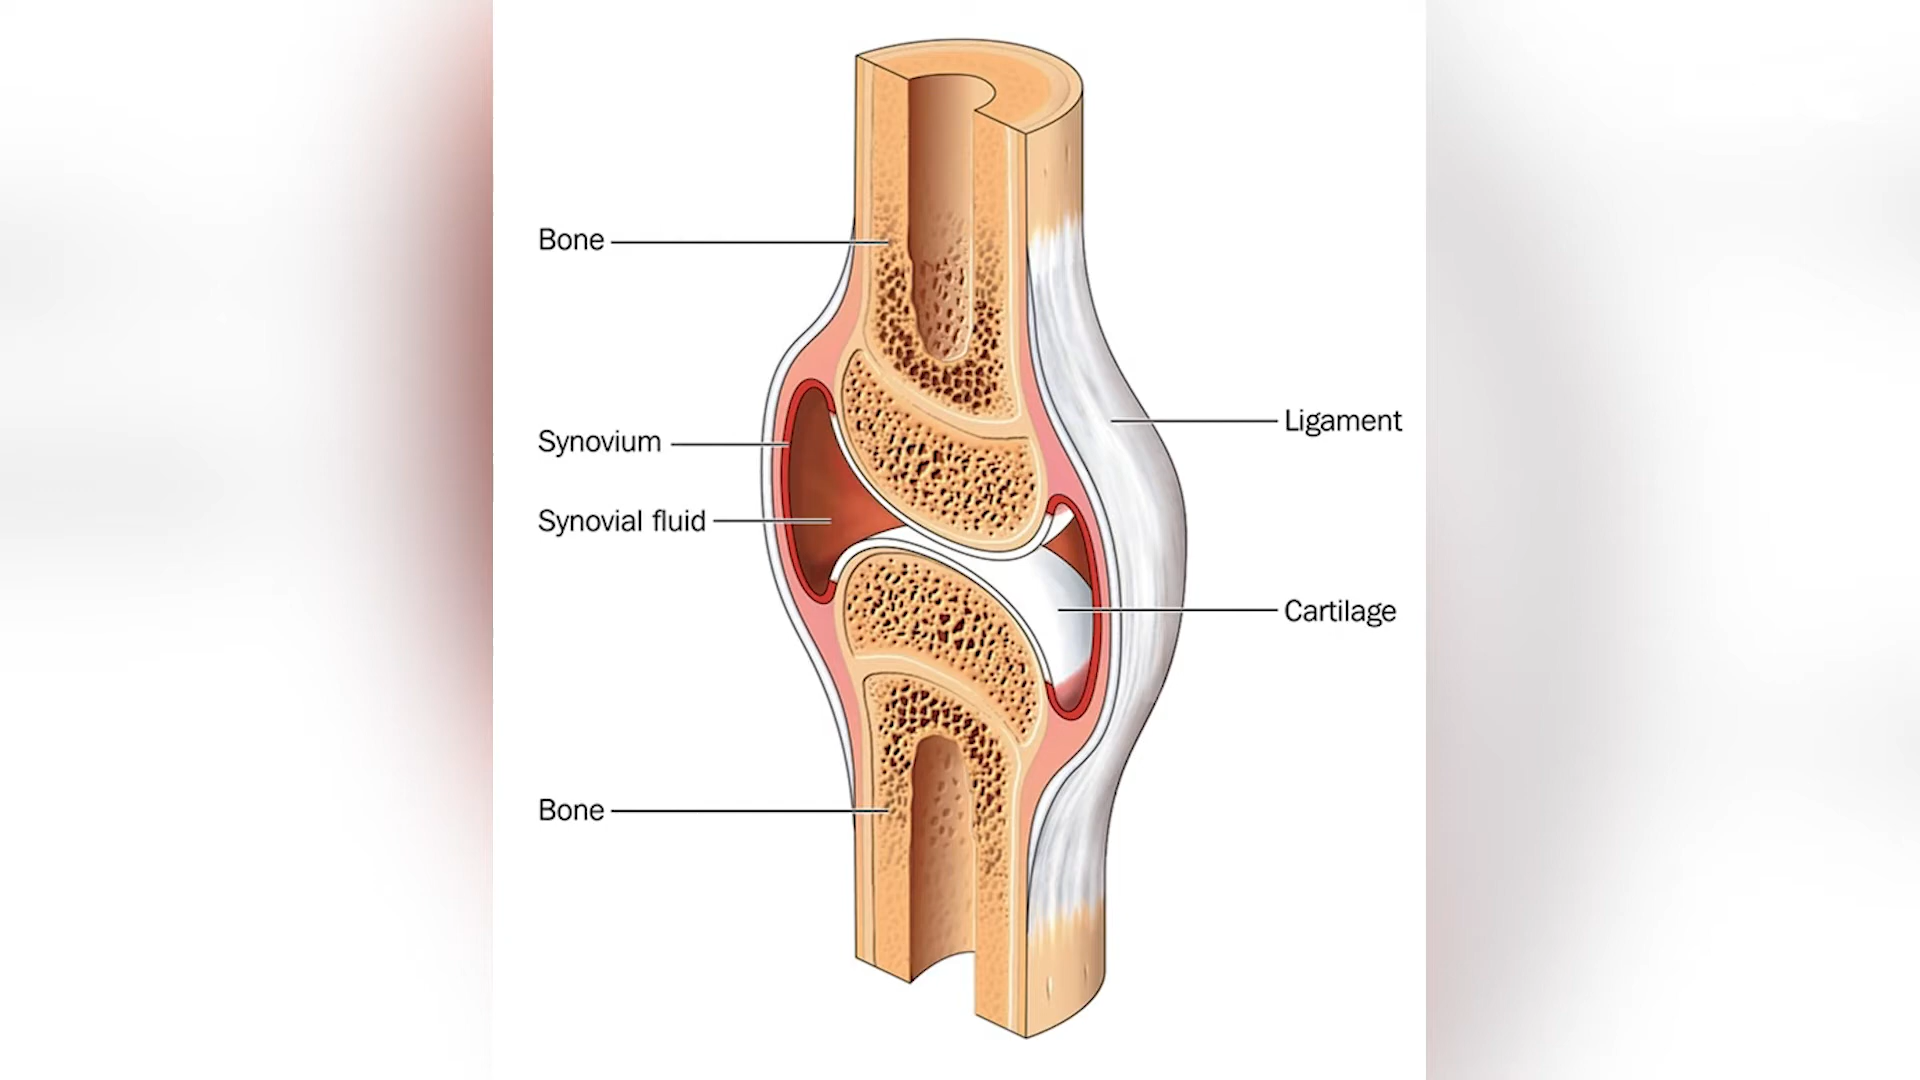 Bone
Ligament
Synovium
Synovial fluid
Cartilage
Bone